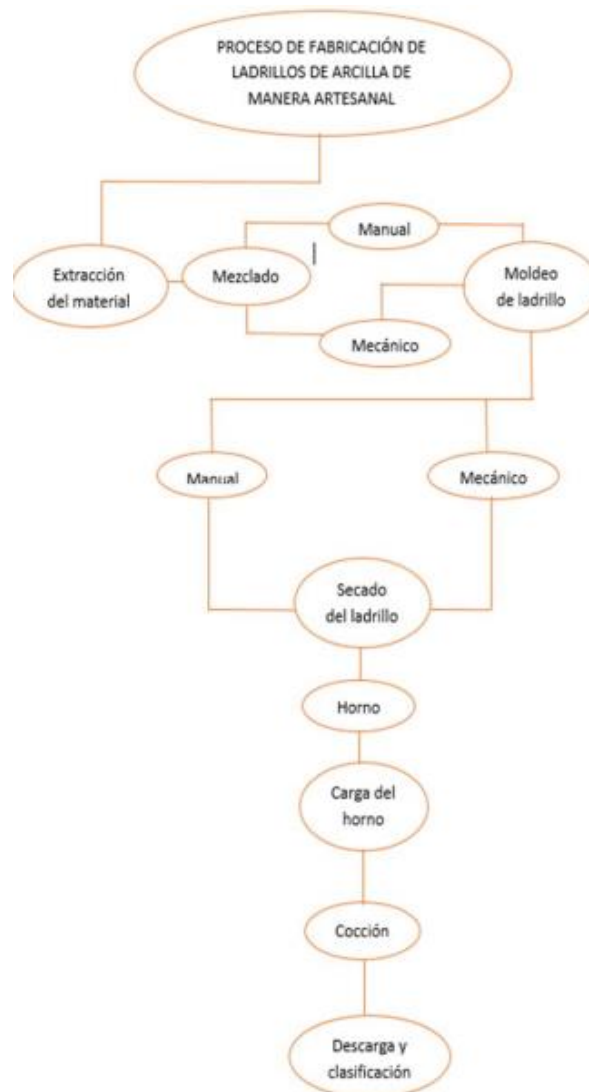 PROCESO DE FABRICACIÓN DE
LADRILLOS DE ARCILLA DE
MANERA ARTESANAL
Manual
Extracción
del material
Mezclado
Moldeo
de ladrillo
Mecánico
Manual
Mecánico
Secado
del ladrillo
Horno
Carga del
horno
Cocción
Descarga y
clasificación